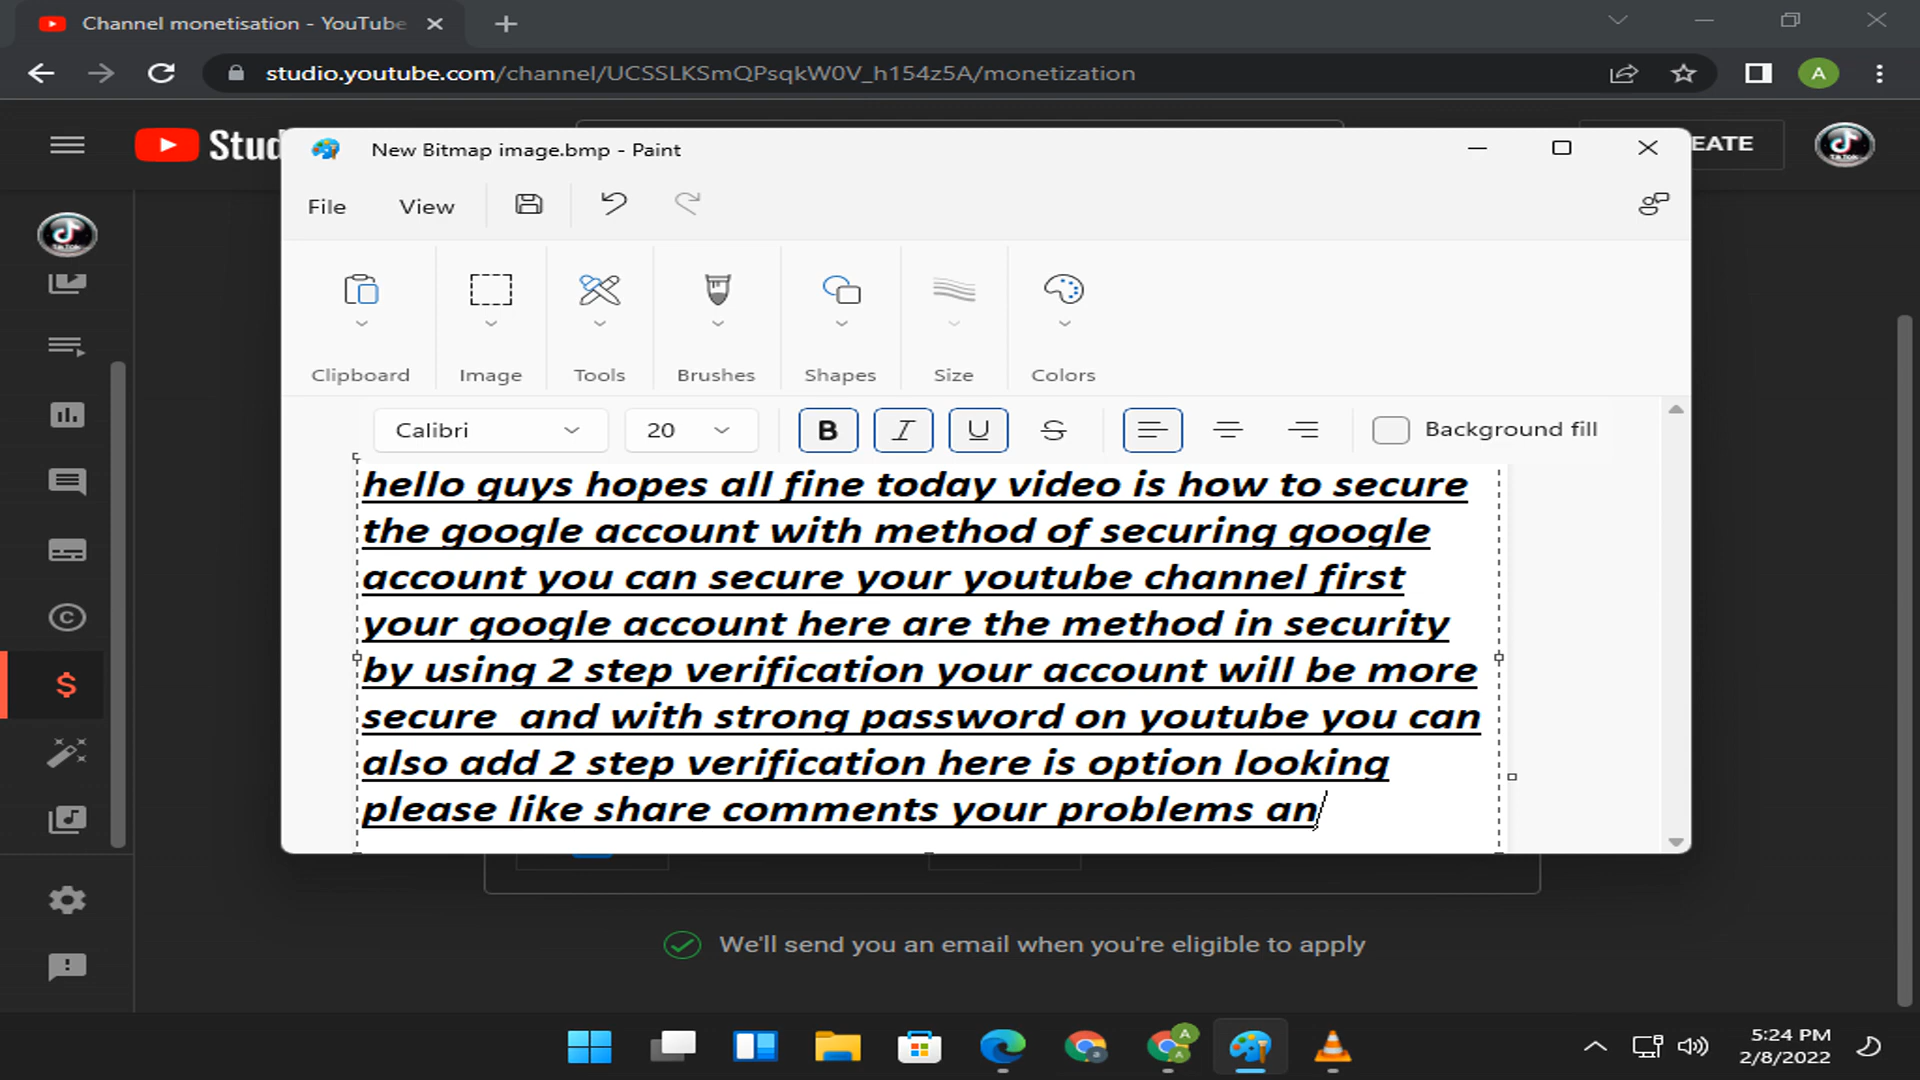 Channel monetisation - YouTube
studio.youtube.com/channel/UCSSLKSmQPsqkW0V_h154z5A/monetization
A
Stud
EATE
TikTok
New Bitmap image.bmp - Paint
File
View
Clipboard
Image
Tools
Brushes
Shapes
Size
Colors
Calibri
20
B
I
U
S
Background fill
hello guys hopes all fine today video is how to secure
the google account with method of securing google
account you can secure your youtube channel first
your google account here are the method in security
by using 2 step verification your account will be more
secure  and with strong password on youtube you can
also add 2 step verification here is option looking
please like share comments your problems an
We'll send you an email when you're eligible to apply
5:24 PM
2/8/2022